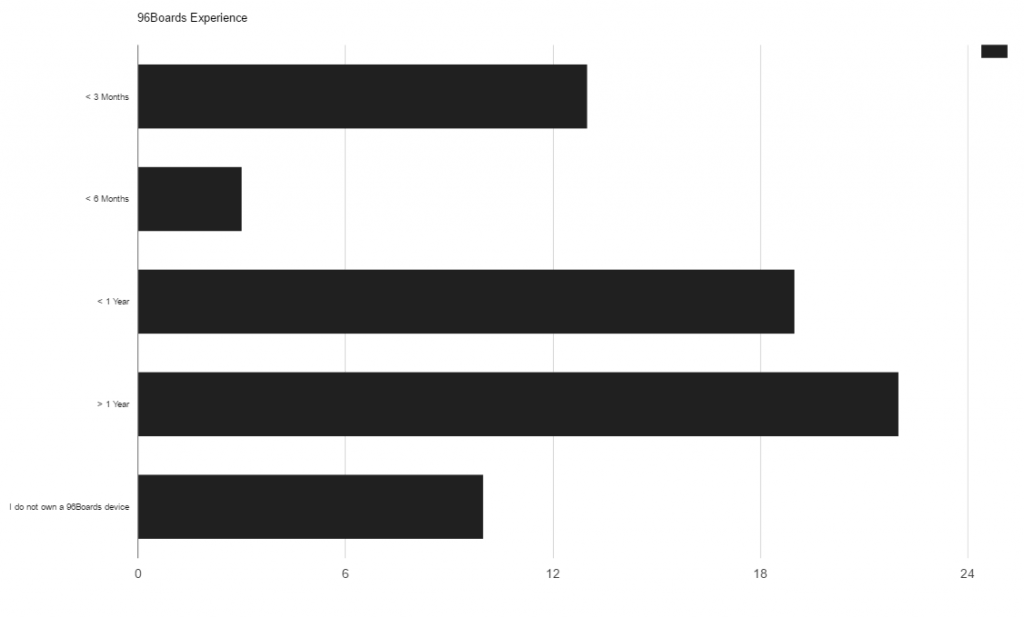 96Boards Experience
< 3 Months
< 6 Months
< 1 Year
> 1 Year
I do not own a 96Boards device
0 6 12 18 24